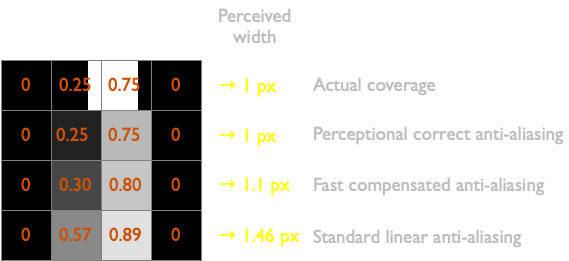 Perceived
width
0 0.25 0.75 0 → 1 px Actual coverage
0 0.25 0.75 0 → 1 px Perceptional correct anti-aliasing
0 0.30 0.80 0 → 1.1 px Fast compensated anti-aliasing
0 0.57 0.89 0 → 1.46 px Standard linear anti-aliasing